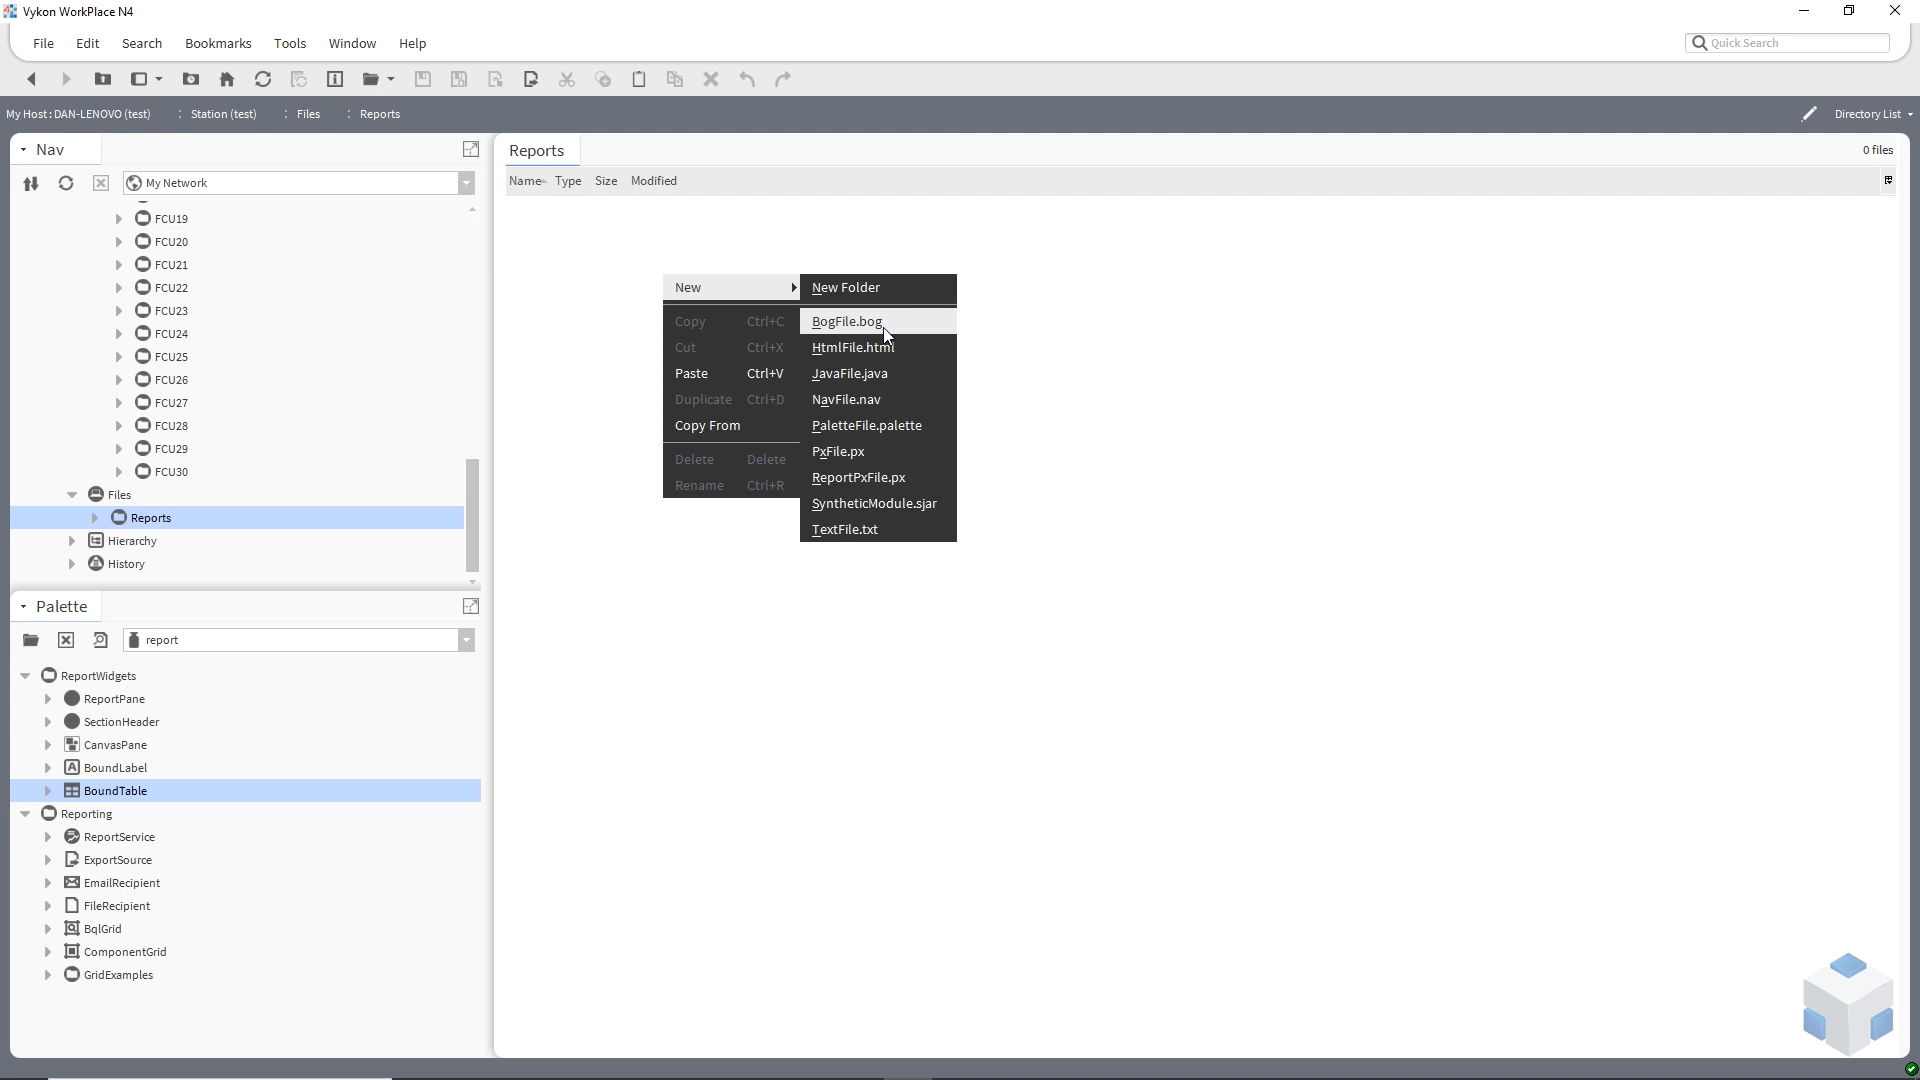 Vykon WorkPlace N4
File Edit Search Bookmarks Tools Window Help
Quick Search
My Host : DAN-LENOVO (test) : Station (test) : Files : Reports
Directory List
Nav
My Network
FCU19
FCU20
FCU21
FCU22
FCU23
FCU24
FCU25
FCU26
FCU27
FCU28
FCU29
FCU30
Files
Reports
Hierarchy
History
Palette
report
ReportWidgets
ReportPane
SectionHeader
CanvasPane
BoundLabel
BoundTable
Reporting
ReportService
ExportSource
EmailRecipient
FileRecipient
BqlGrid
ComponentGrid
GridExamples
Reports
0 files
Name Type Size Modified
New
Copy Ctrl+C
Cut Ctrl+X
Paste Ctrl+V
Duplicate Ctrl+D
Copy From
Delete Delete
Rename Ctrl+R
New Folder
BogFile.bog
HtmlFile.html
JavaFile.java
NavFile.nav
PaletteFile.palette
PxFile.px
ReportPxFile.px
SyntheticModule.sjar
TextFile.txt